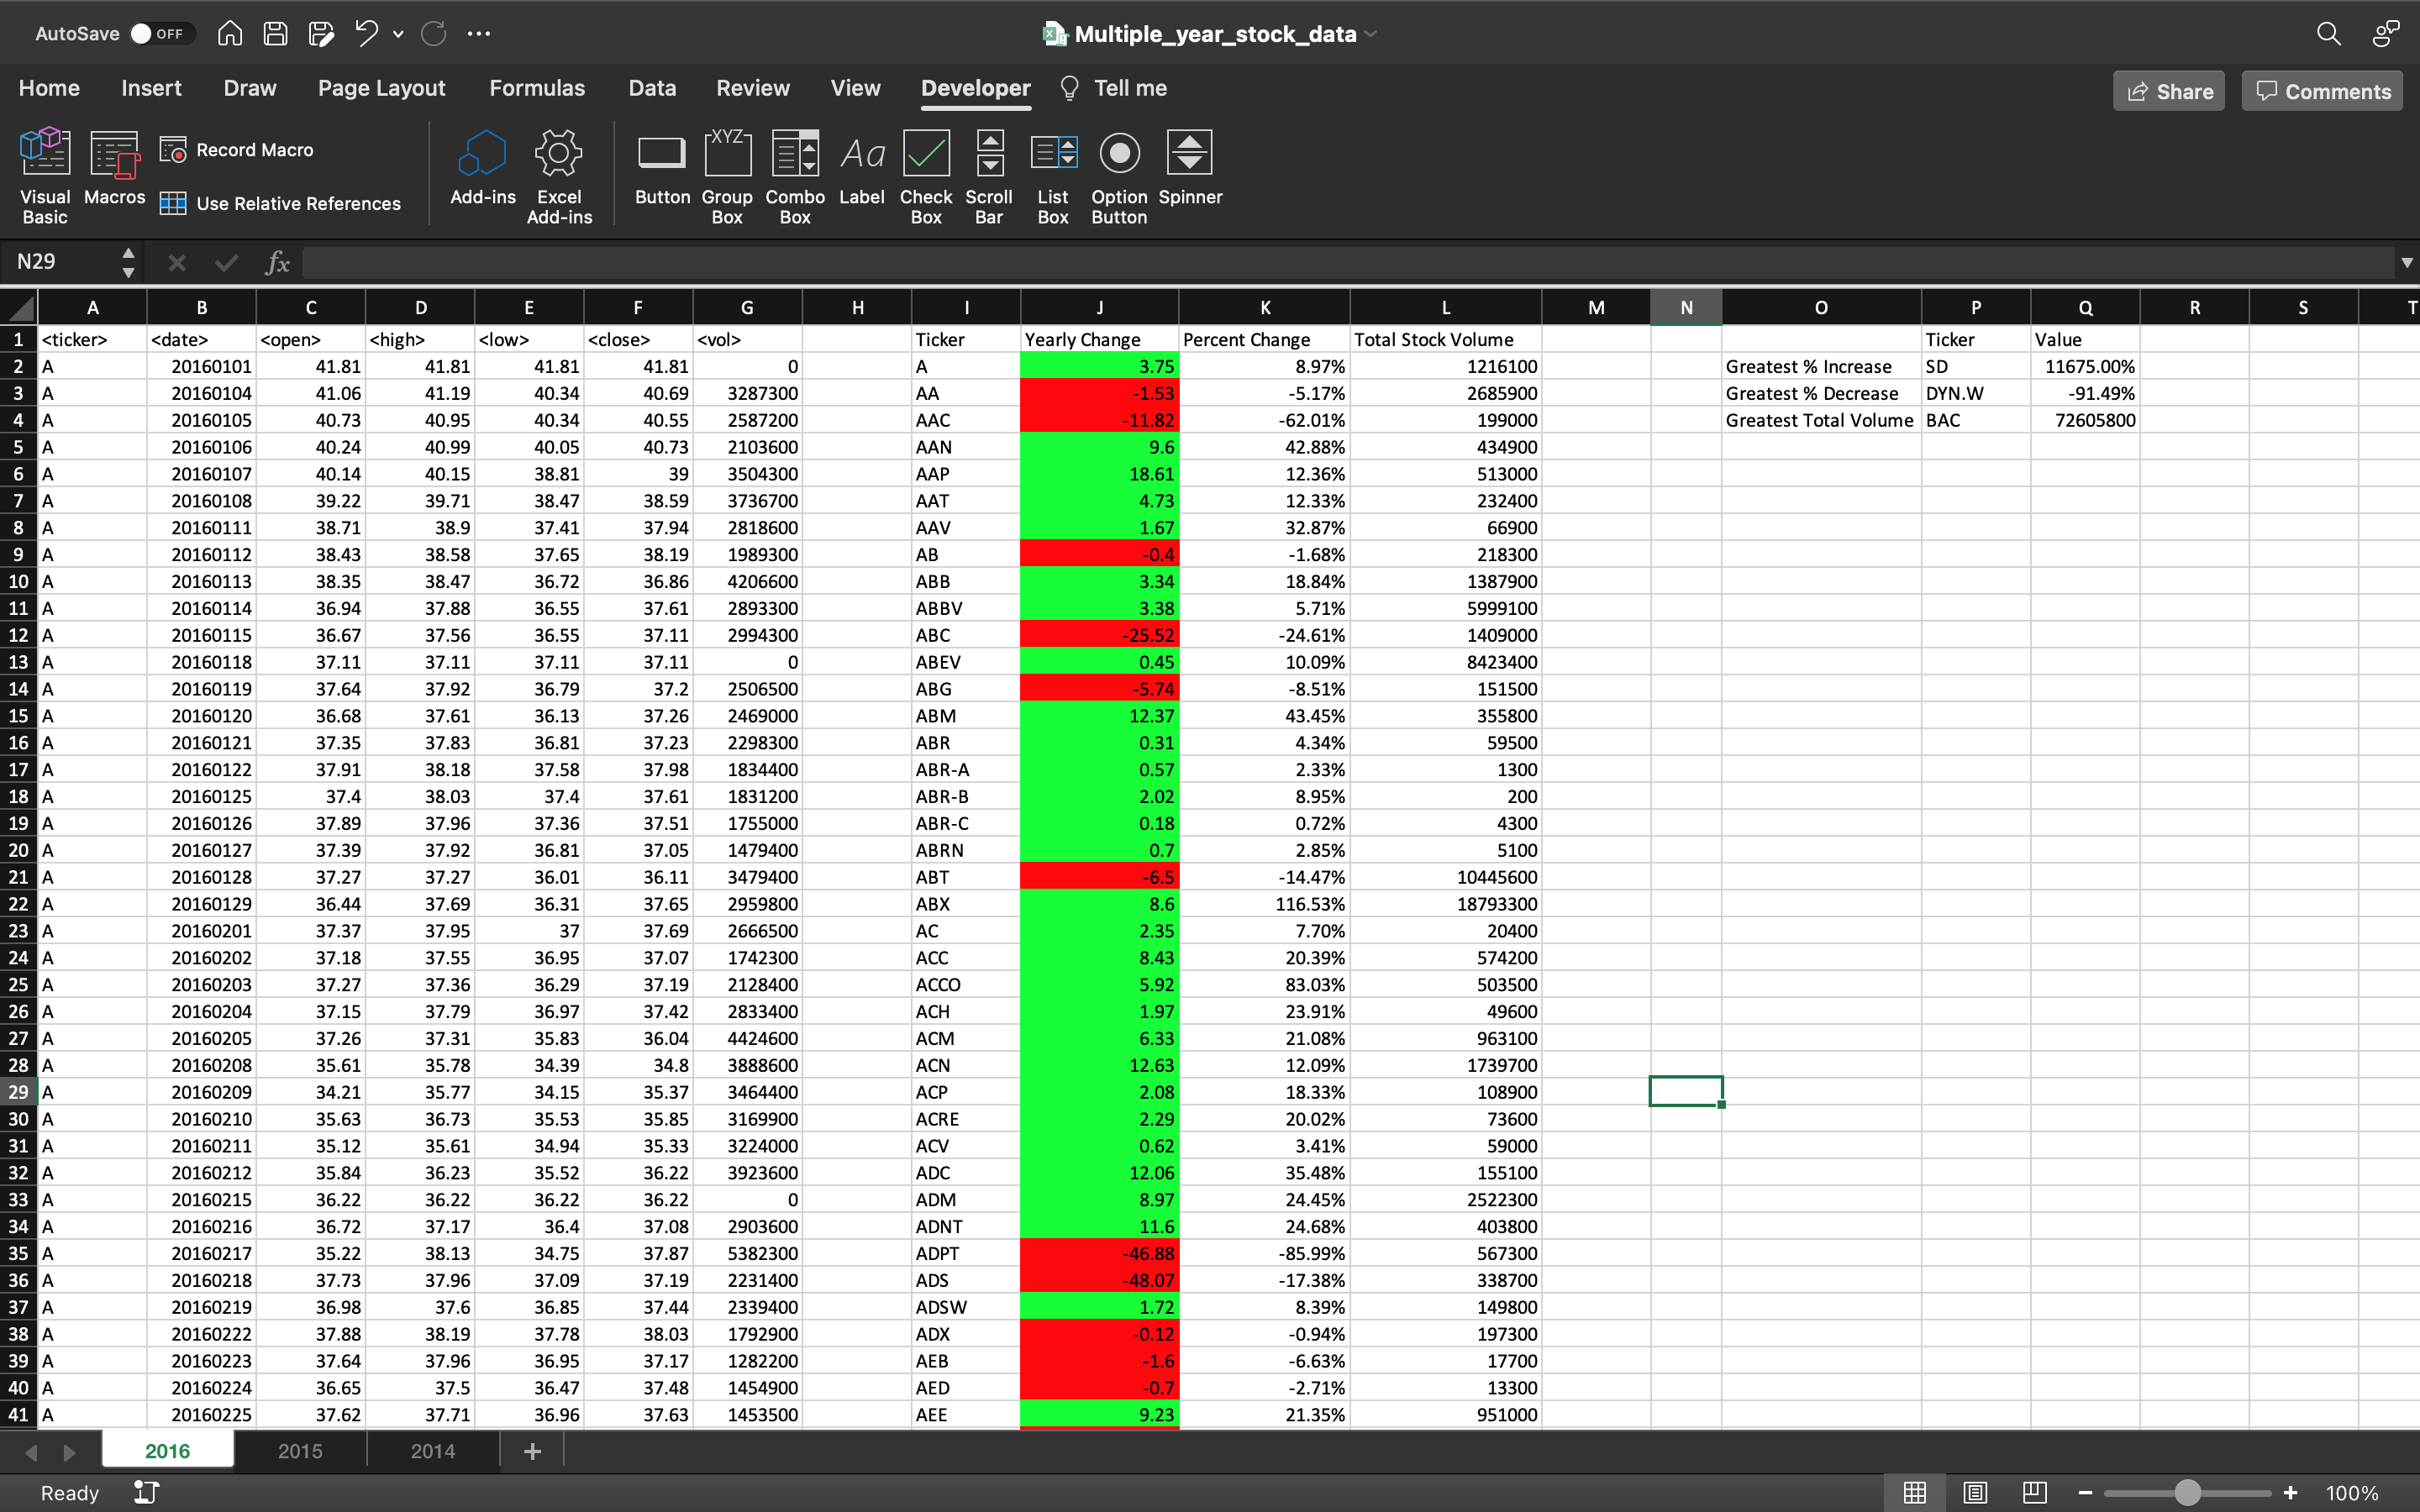 AutoSave OFF Multiple_year_stock_data
Home Insert Draw Page Layout Formulas Data Review View Developer Tell me Share Comments
Visual Basic Macros Record Macro Use Relative References Add-ins Excel Add-ins Button XYZ Group Box Combo Box Aa Label Check Box Scroll Bar List Box Option Button Spinner
N29 fx
A B C D E F G H I J K L M N O P Q R S T
1 <ticker> <date> <open> <high> <low> <close> <vol> Ticker Yearly Change Percent Change Total Stock Volume Ticker Value
2 A 20160101 41.81 41.81 41.81 41.81 0 A 3.75 8.97% 1216100 Greatest % Increase SD 11675.00%
3 A 20160104 41.06 41.19 40.34 40.69 3287300 AA -1.53 -5.17% 2685900 Greatest % Decrease DYN.W -91.49%
4 A 20160105 40.73 40.95 40.34 40.55 2587200 AAC -11.82 -62.01% 199000 Greatest Total Volume BAC 72605800
5 A 20160106 40.24 40.99 40.05 40.73 2103600 AAN 9.6 42.88% 434900
6 A 20160107 40.14 40.15 38.81 39 3504300 AAP 18.61 12.36% 513000
7 A 20160108 39.22 39.71 38.47 38.59 3736700 AAT 4.73 12.33% 232400
8 A 20160111 38.71 38.9 37.41 37.94 2818600 AAV 1.67 32.87% 66900
9 A 20160112 38.43 38.58 37.65 38.19 1989300 AB -0.4 -1.68% 218300
10 A 20160113 38.35 38.47 36.72 36.86 4206600 ABB 3.34 18.84% 1387900
11 A 20160114 36.94 37.88 36.55 37.61 2893300 ABBV 3.38 5.71% 5999100
12 A 20160115 36.67 37.56 36.55 37.11 2994300 ABC -25.52 -24.61% 1409000
13 A 20160118 37.11 37.11 37.11 37.11 0 ABEV 0.45 10.09% 8423400
14 A 20160119 37.64 37.92 36.79 37.2 2506500 ABG -5.74 -8.51% 151500
15 A 20160120 36.68 37.61 36.13 37.26 2469000 ABM 12.37 43.45% 355800
16 A 20160121 37.35 37.83 36.81 37.23 2298300 ABR 0.31 4.34% 59500
17 A 20160122 37.91 38.18 37.58 37.98 1834400 ABR-A 0.57 2.33% 1300
18 A 20160125 37.4 38.03 37.4 37.61 1831200 ABR-B 2.02 8.95% 200
19 A 20160126 37.89 37.96 37.36 37.51 1755000 ABR-C 0.18 0.72% 4300
20 A 20160127 37.39 37.92 36.81 37.05 1479400 ABRN 0.7 2.85% 5100
21 A 20160128 37.27 37.27 36.01 36.11 3479400 ABT -6.5 -14.47% 10445600
22 A 20160129 36.44 37.69 36.31 37.65 2959800 ABX 8.6 116.53% 18793300
23 A 20160201 37.37 37.95 37 37.69 2666500 AC 2.35 7.70% 20400
24 A 20160202 37.18 37.55 36.95 37.07 1742300 ACC 8.43 20.39% 574200
25 A 20160203 37.27 37.36 36.29 37.19 2128400 ACCO 5.92 83.03% 503500
26 A 20160204 37.15 37.79 36.97 37.42 2833400 ACH 1.97 23.91% 49600
27 A 20160205 37.26 37.31 35.83 36.04 4424600 ACM 6.33 21.08% 963100
28 A 20160208 35.61 35.78 34.39 34.8 3888600 ACN 12.63 12.09% 1739700
29 A 20160209 34.21 35.77 34.15 35.37 3464400 ACP 2.08 18.33% 108900
30 A 20160210 35.63 36.73 35.53 35.85 3169900 ACRE 2.29 20.02% 73600
31 A 20160211 35.12 35.61 34.94 35.33 3224000 ACV 0.62 3.41% 59000
32 A 20160212 35.84 36.23 35.52 36.22 3923600 ADC 12.06 35.48% 155100
33 A 20160215 36.22 36.22 36.22 36.22 0 ADM 8.97 24.45% 2522300
34 A 20160216 36.72 37.17 36.4 37.08 2903600 ADNT 11.6 24.68% 403800
35 A 20160217 35.22 38.13 34.75 37.87 5382300 ADPT -46.88 -85.99% 567300
36 A 20160218 37.73 37.96 37.09 37.19 2231400 ADS -48.07 -17.38% 338700
37 A 20160219 36.98 37.6 36.85 37.44 2339400 ADSW 1.72 8.39% 149800
38 A 20160222 37.88 38.19 37.78 38.03 1792900 ADX -0.12 -0.94% 197300
39 A 20160223 37.64 37.96 36.95 37.17 1282200 AEB -1.6 -6.63% 17700
40 A 20160224 36.65 37.5 36.47 37.48 1454900 AED -0.7 -2.71% 13300
41 A 20160225 37.62 37.71 36.96 37.63 1453500 AEE 9.23 21.35% 951000
2016 2015 2014 +
Ready 100%